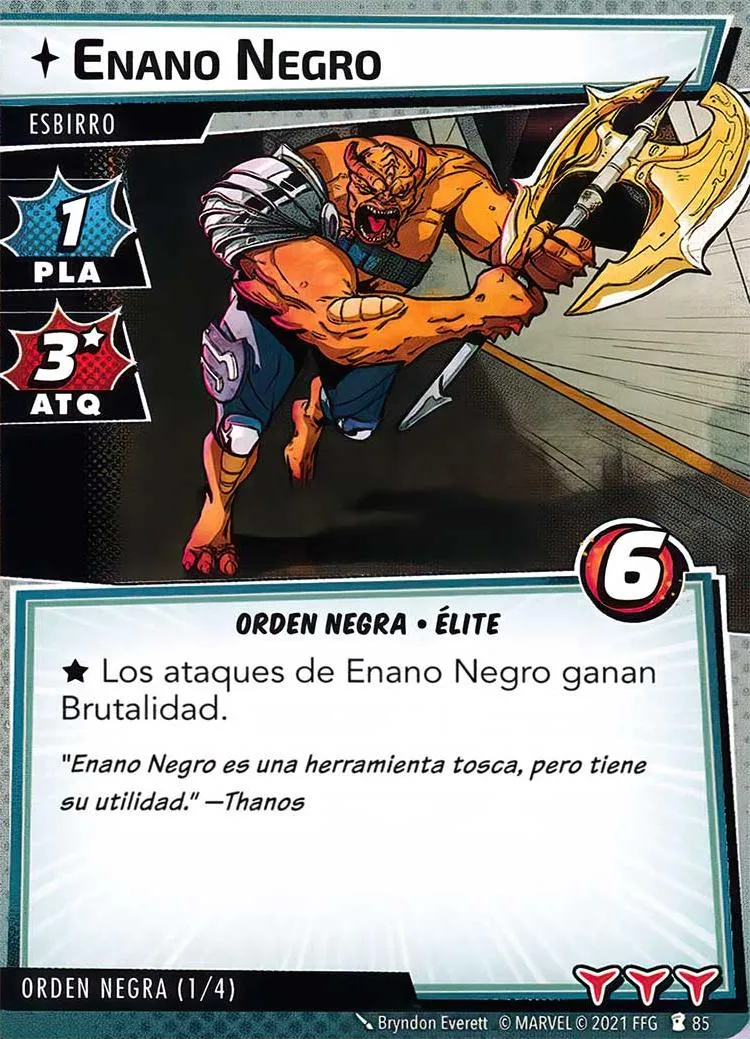 Enano Negro
ESBIRRO
1
PLA
3
ATQ
6
ORDEN NEGRA • ÉLITE
★ Los ataques de Enano Negro ganan
Brutalidad.
"Enano Negro es una herramienta tosca, pero tiene
su utilidad." —Thanos
ORDEN NEGRA (1/4)
Bryndon Everett © MARVEL © 2021 FFG 85